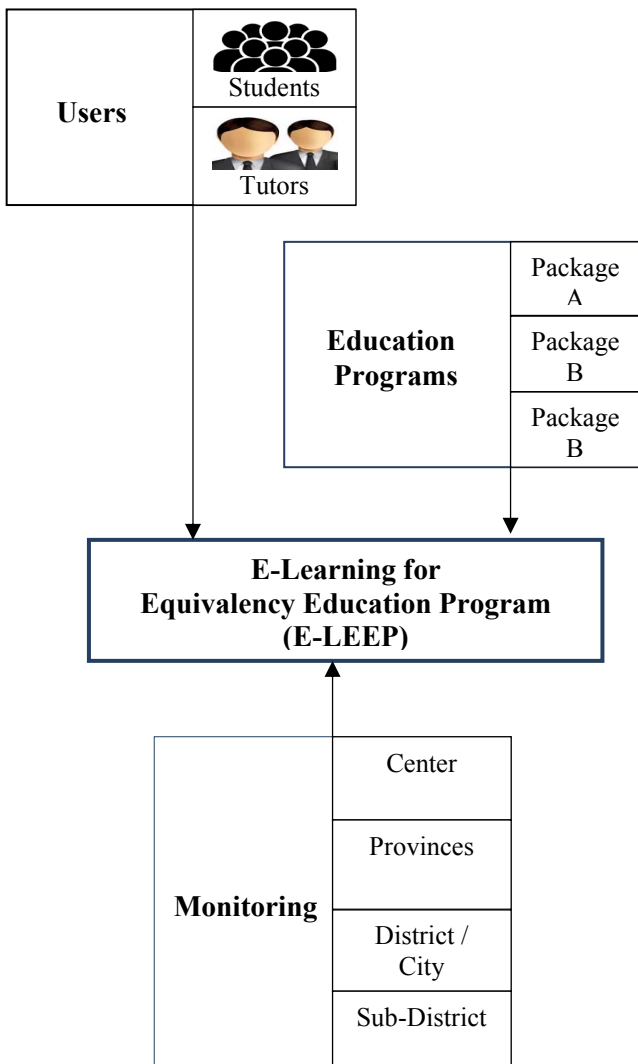 Users
Students
Tutors
Education
Programs
Package
A
Package
B
Package
B
E-Learning for
Equivalency Education Program
(E-LEEP)
Monitoring
Center
Provinces
District /
City
Sub-District